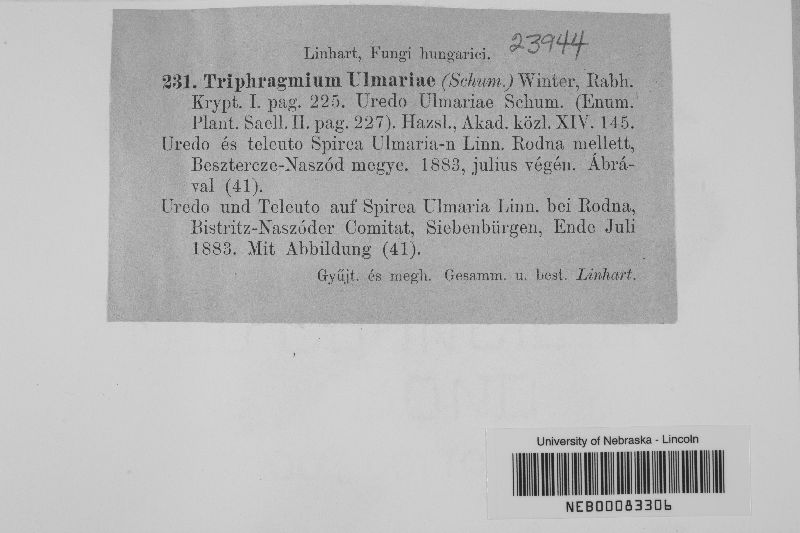 Linhart, Fungi hungarici. 23944
231. Triphragmium Ulmariae (Schum.) Winter, Rabh.
Krypt. I. pag. 225. Uredo Ulmariae Schum. (Enum.
Plant. Saell. II. pag. 227). Hazsl., Akad. közl. XIV. 145.
Uredo és teleuto Spirea Ulmaria-n Linn. Rodna mellett,
Besztercze-Naszód megye. 1883, julius végén. Ábrá-
val (41).
Uredo und Teleuto auf Spirea Ulmaria Linn. bei Rodna,
Bistritz-Naszóder Comitat, Siebenbürgen, Ende Juli
1883. Mit Abbildung (41).
Gyűjt. és megh. Gesamm. u. best. Linhart.
University of Nebraska - Lincoln
NEB00083306